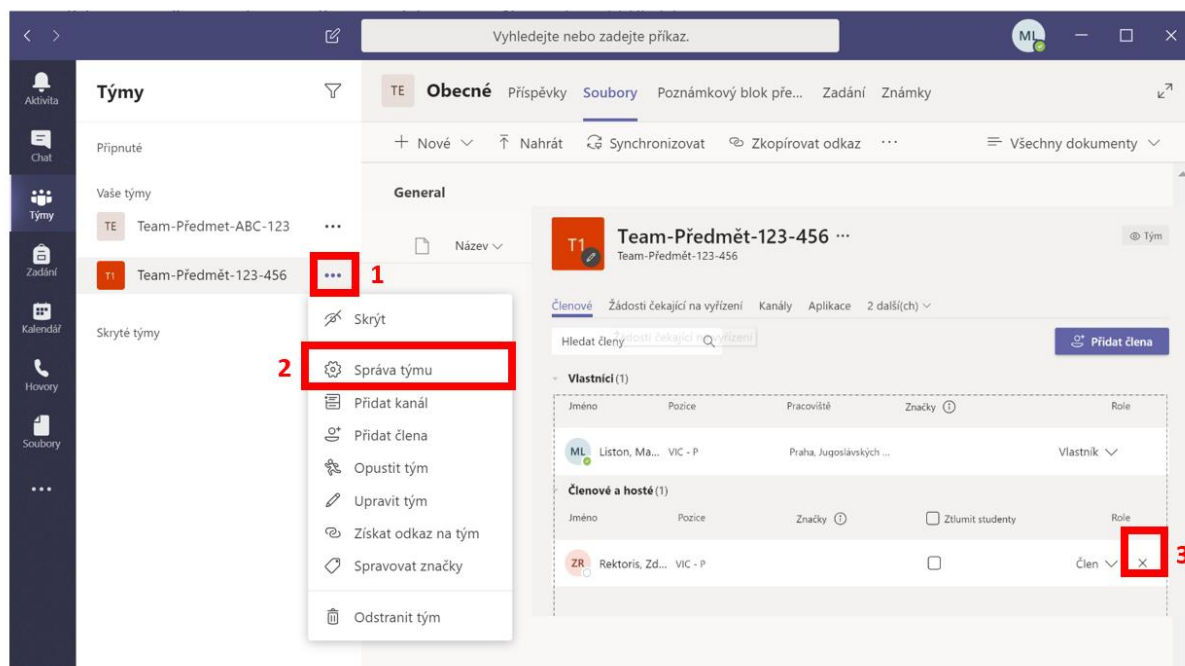 Vyhledejte nebo zadejte příkaz.
ML
Aktivita
Chat
Týmy
Zadání
Kalendář
Hovory
Soubory
Týmy
Připnuté
Vaše týmy
TE Team-Předmet-ABC-123
T1 Team-Předmět-123-456
1
Skryté týmy
Skrýt
2
Správa týmu
Přidat kanál
Přidat člena
Opustit tým
Upravit tým
Získat odkaz na tým
Spravovat značky
Odstranit tým
TE Obecné Příspěvky Soubory Poznámkový blok pře... Zadání Známky
+ Nové Nahrát Synchronizovat Zkopírovat odkaz ... Všechny dokumenty
General
Název
T1 Team-Předmět-123-456 ... Tým
Team-Předmět-123-456
Členové Žádosti čekající na vyřízení Kanály Aplikace 2 další(ch)
Hledat členy Žádosti čekající na vyřízení Přidat člena
Vlastníci (1)
Jméno Pozice Pracoviště Značky Role
ML Liston, Ma... VIC - P Praha, Jugoslávských ... Vlastník
Členové a hosté (1)
Jméno Pozice Značky Ztlumit studenty Role
ZR Rektoris, Zd... VIC - P Člen
3